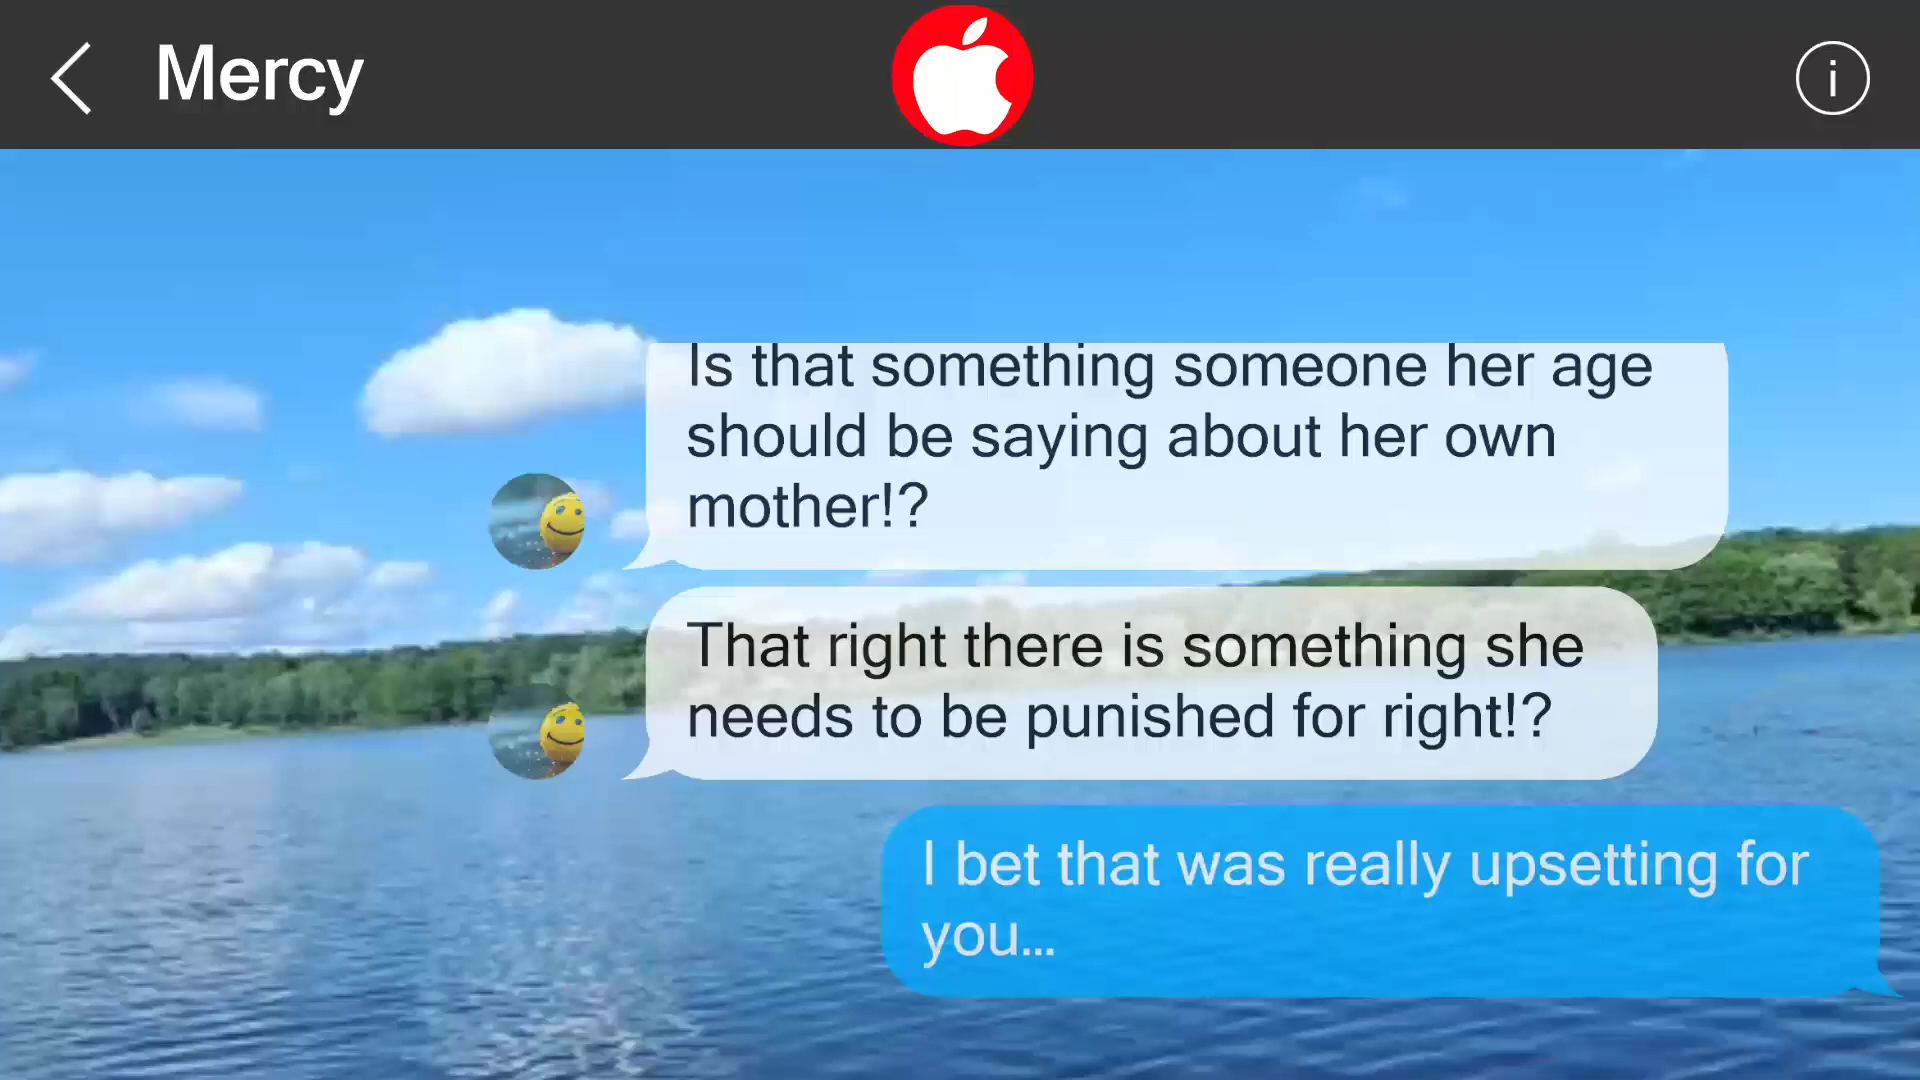 Mercy
Is that something someone her age
should be saying about her own
mother!?
That right there is something she
needs to be punished for right!?
I bet that was really upsetting for
you...